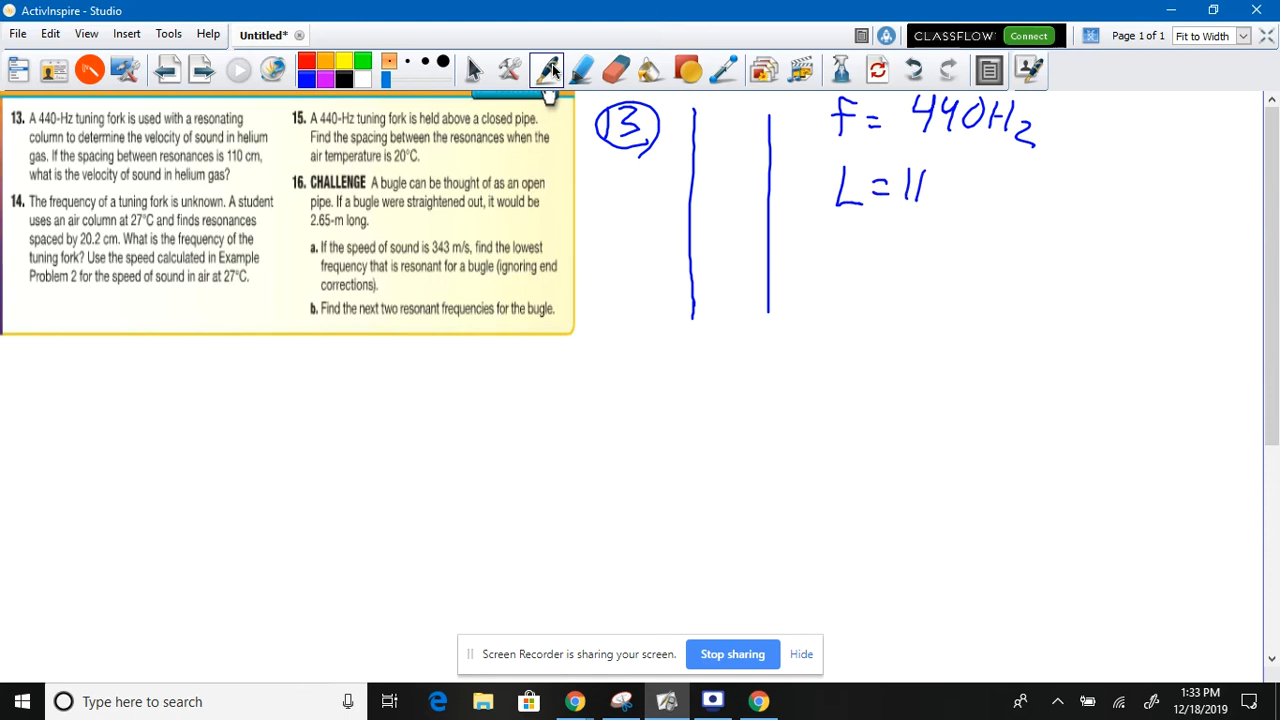 ActivInspire - Studio
File Edit View Insert Tools Help Untitled*
CLASSFLOW Connect Page 1 of 1 Fit to Width
13. A 440-Hz tuning fork is used with a resonating
column to determine the velocity of sound in helium
gas. If the spacing between resonances is 110 cm,
what is the velocity of sound in helium gas?
14. The frequency of a tuning fork is unknown. A student
uses an air column at 27°C and finds resonances
spaced by 20.2 cm. What is the frequency of the
tuning fork? Use the speed calculated in Example
Problem 2 for the speed of sound in air at 27°C.
15. A 440-Hz tuning fork is held above a closed pipe.
Find the spacing between the resonances when the
air temperature is 20°C.
16. CHALLENGE A bugle can be thought of as an open
pipe. If a bugle were straightened out, it would be
2.65-m long.
a. If the speed of sound is 343 m/s, find the lowest
frequency that is resonant for a bugle (ignoring end
corrections).
b. Find the next two resonant frequencies for the bugle.
13
f = 440Hz
L = 11
Screen Recorder is sharing your screen. Stop sharing Hide
Type here to search
1:33 PM
12/18/2019